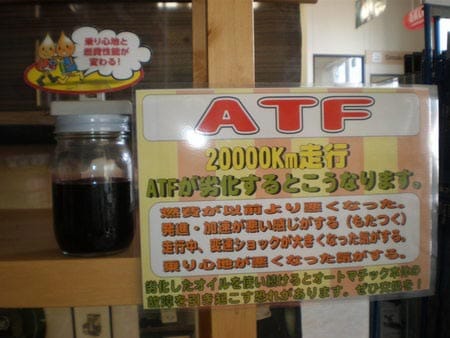 乗り心地と
燃費性能が
変わる!
ATF
20000Km走行
ATFが劣化するとこうなります。
燃費が以前より悪くなった。
発進・加速が悪い感じがする（もたつく）
走行中、変速ショックが大きくなった気がする。
乗り心地が悪くなった気がする。
劣化したオイルを使い続けるとオートマチック本体の
故障を引き起こす恐れがあります。ぜひ交換を!